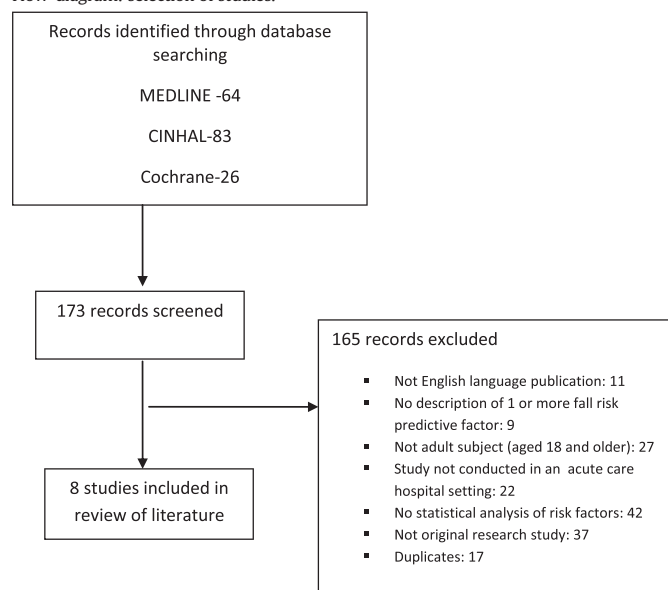 Flow diagram: selection of studies.
Records identified through database
searching
MEDLINE -64
CINHAL-83
Cochrane-26
173 records screened
165 records excluded
▪ Not English language publication: 11
▪ No description of 1 or more fall risk
predictive factor: 9
▪ Not adult subject (aged 18 and older): 27
▪ Study not conducted in an acute care
hospital setting: 22
▪ No statistical analysis of risk factors: 42
▪ Not original research study: 37
▪ Duplicates: 17
8 studies included in
review of literature